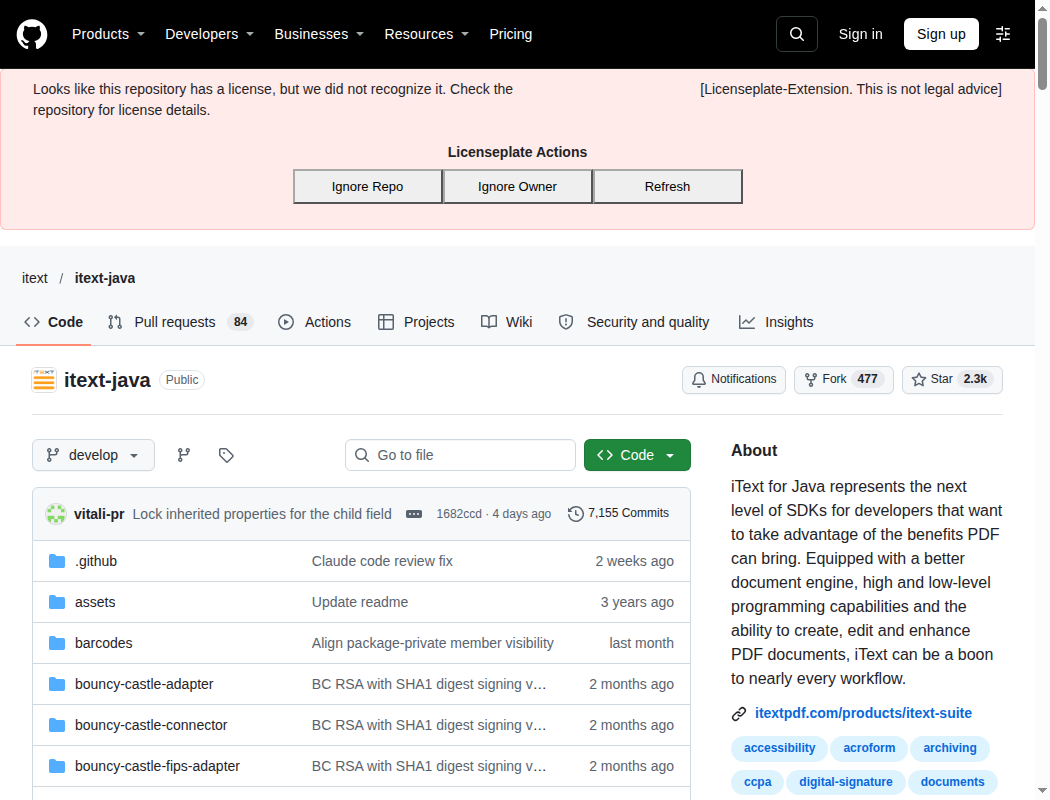 Products Developers Businesses Resources Pricing Sign in Sign up
Looks like this repository has a license, but we did not recognize it. Check the
repository for license details.
[Licenseplate-Extension. This is not legal advice]
Licenseplate Actions
Ignore Repo Ignore Owner Refresh
itext / itext-java
Code Pull requests 84 Actions Projects Wiki Security and quality Insights
itext-java Public Notifications Fork 477 Star 2.3k
develop Go to file Code
vitali-pr Lock inherited properties for the child field 1682ccd · 4 days ago 7,155 Commits
.github Claude code review fix 2 weeks ago
assets Update readme 3 years ago
barcodes Align package-private member visibility last month
bouncy-castle-adapter BC RSA with SHA1 digest signing v… 2 months ago
bouncy-castle-connector BC RSA with SHA1 digest signing v… 2 months ago
bouncy-castle-fips-adapter BC RSA with SHA1 digest signing v… 2 months ago
About
iText for Java represents the next
level of SDKs for developers that want
to take advantage of the benefits PDF
can bring. Equipped with a better
document engine, high and low-level
programming capabilities and the
ability to create, edit and enhance
PDF documents, iText can be a boon
to nearly every workflow.
itextpdf.com/products/itext-suite
accessibility acroform archiving
ccpa digital-signature documents